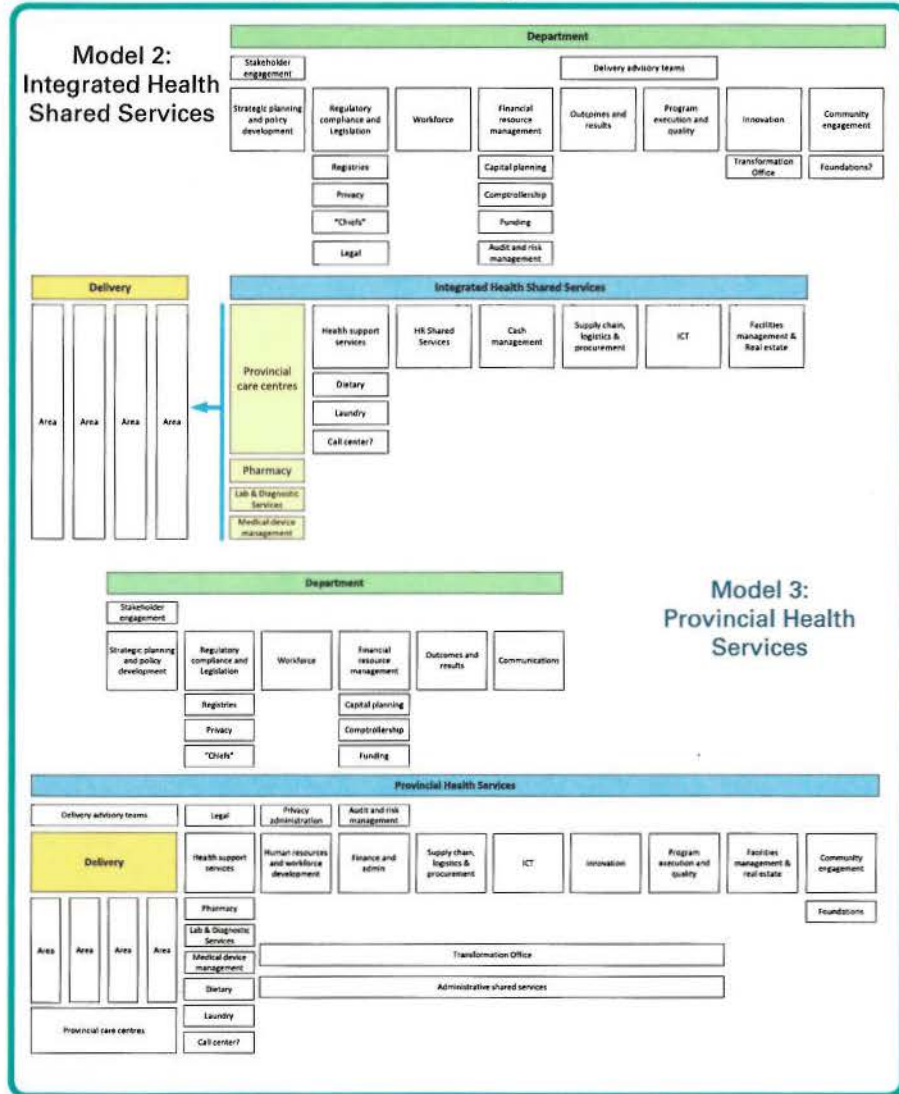 Model 2:
Integrated Health
Shared Services
Department
Stakeholder
engagement
Delivery advisory teams
Strategic planning
and policy
development
Regulatory
compliance and
Legislation
Workforce
Financial
resource
management
Outcomes and
results
Program
execution and
quality
Innovation
Community
engagement
Registries
Capital planning
Transformation
Office
Foundations?
Privacy
Comptrollership
"Chiefs"
Funding
Legal
Audit and risk
management
Delivery
Integrated Health Shared Services
Area
Area
Area
Area
Provincial
care centres
Health support
services
HR Shared
Services
Cash
management
Supply chain,
logistics &
procurement
ICT
Facilities
management &
Real estate
Dietary
Laundry
Call center?
Pharmacy
Lab & Diagnostic
Services
Medical device
management
Model 3:
Provincial Health
Services
Department
Stakeholder
engagement
Strategic planning
and policy
development
Regulatory
compliance and
Legislation
Workforce
Financial
resource
management
Outcomes and
results
Communications
Registries
Capital planning
Privacy
Comptrollership
"Chiefs"
Funding
Provincial Health Services
Delivery advisory teams
Legal
Privacy
administration
Audit and risk
management
Delivery
Health support
services
Human resources
and workforce
development
Finance and
admin
Supply chain,
logistics &
procurement
ICT
Innovation
Program
execution and
quality
Facilities
management &
real estate
Community
engagement
Area
Area
Area
Area
Pharmacy
Foundations
Lab & Diagnostic
Services
Medical device
management
Transformation Office
Dietary
Administrative shared services
Laundry
Provincial care centres
Call center?